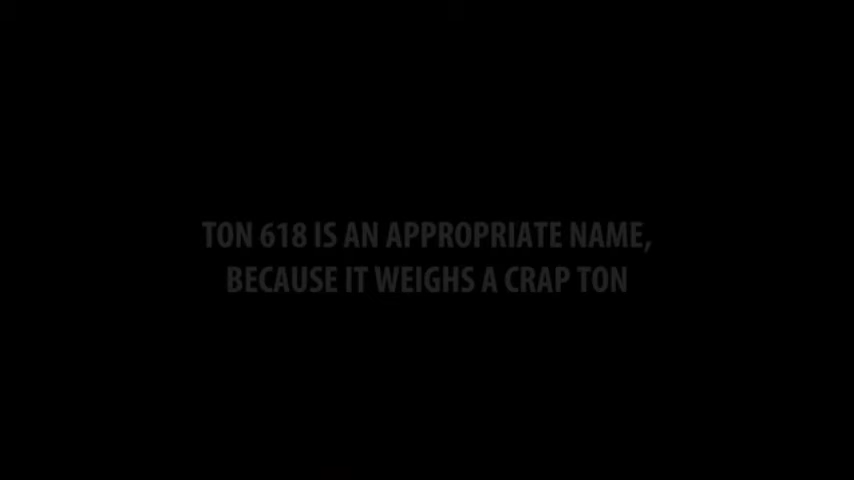 TON 618 IS AN APPROPRIATE NAME,
BECAUSE IT WEIGHS A CRAP TON